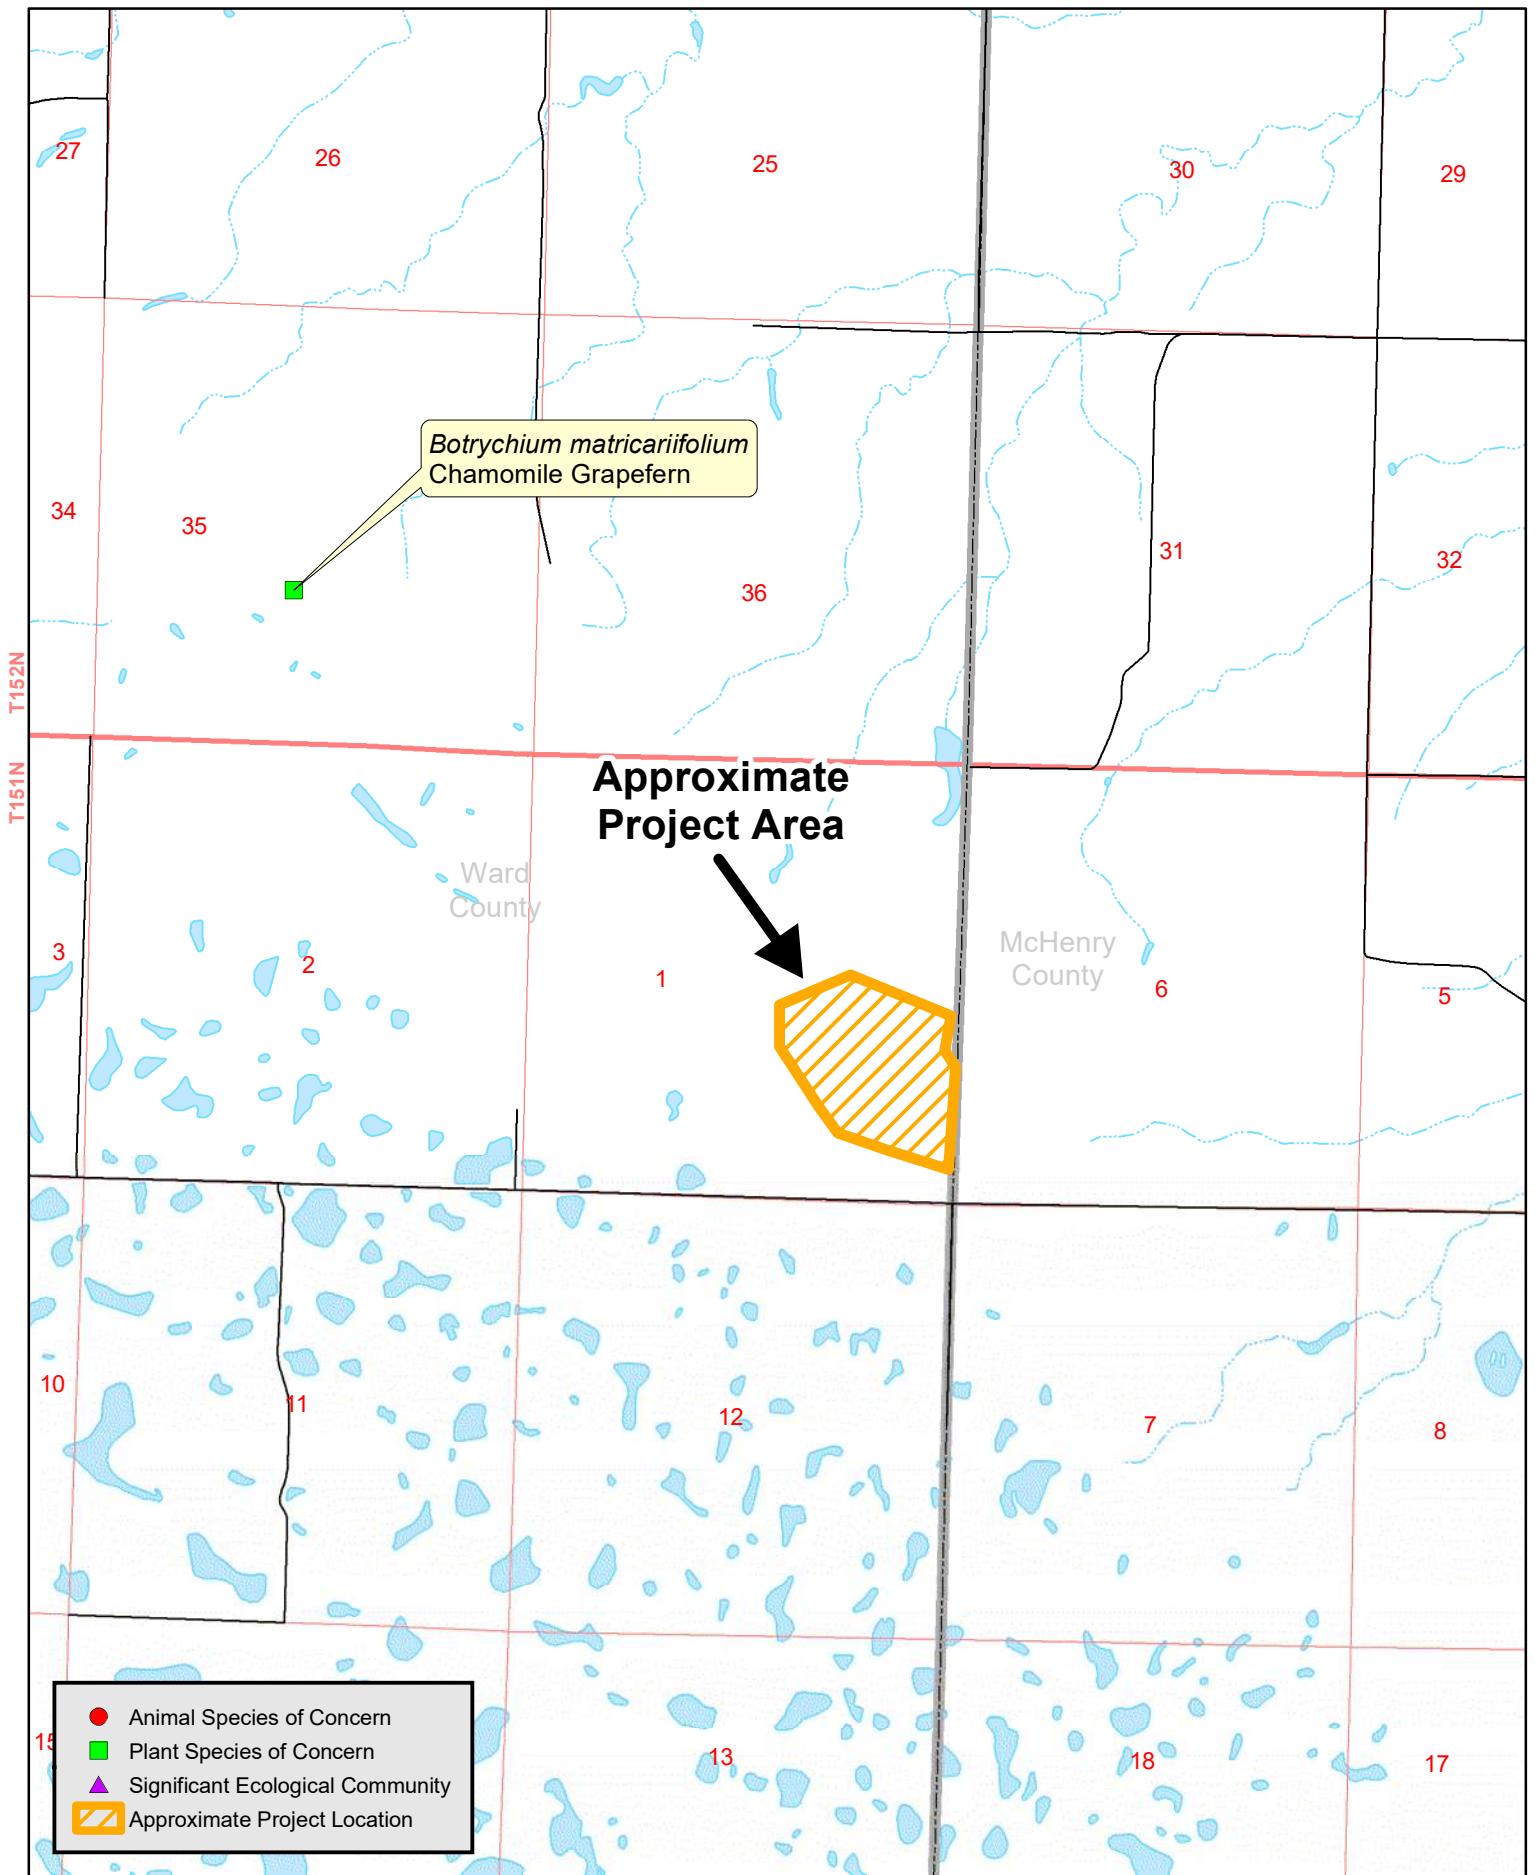 27
26
25
30
29
Botrychium matricariifolium
Chamomile Grapefern
34
35
36
31
32
T152N
T151N
Approximate
Project Area
Ward
County
McHenry
County
3
2
1
6
5
10
11
12
7
8
15
13
18
17
Animal Species of Concern
Plant Species of Concern
Significant Ecological Community
Approximate Project Location